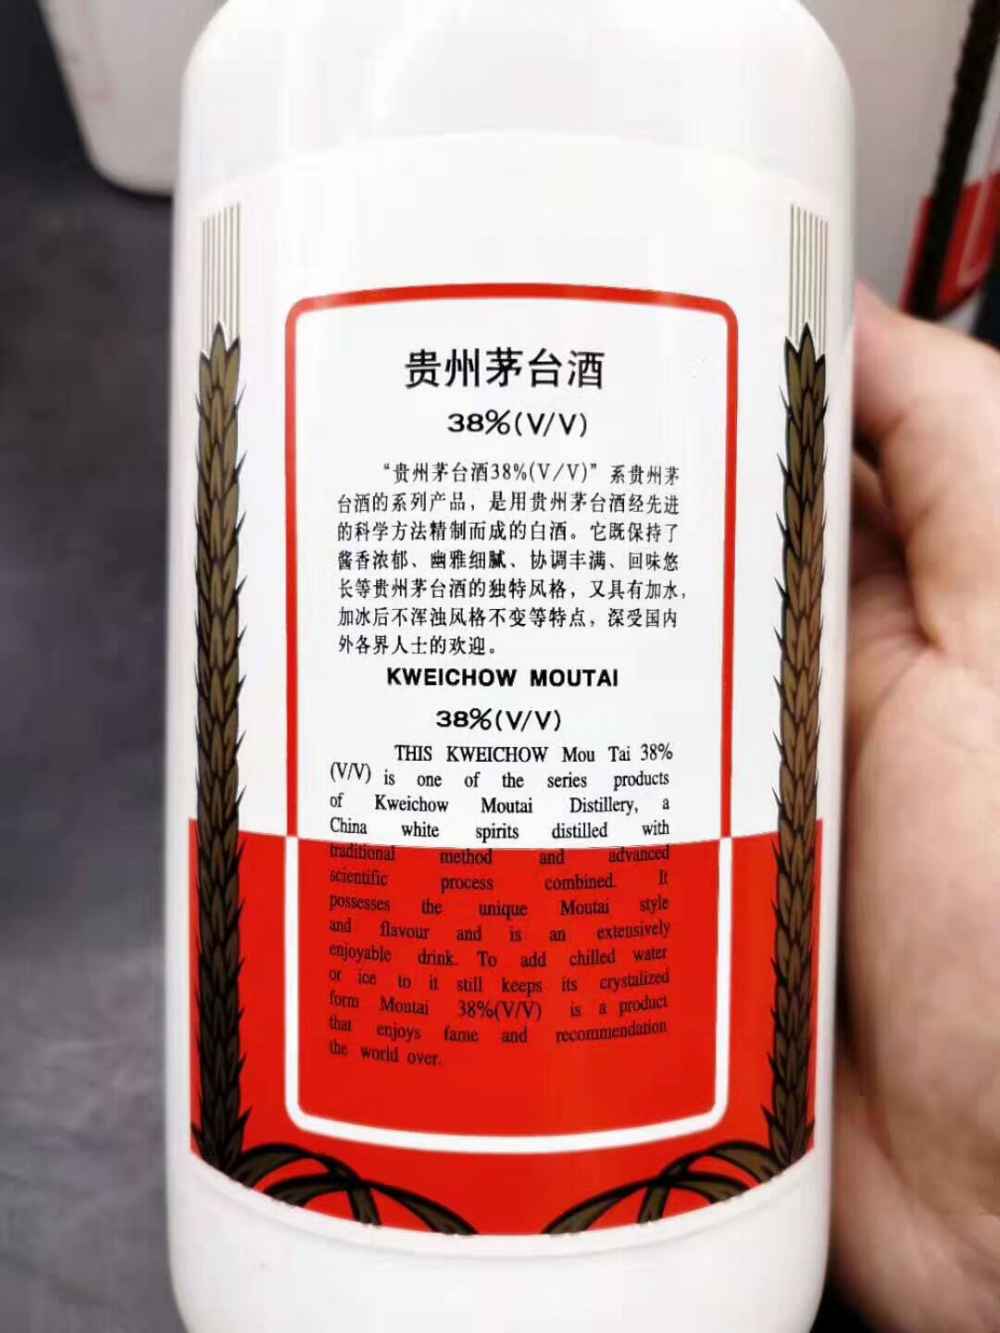 贵州茅台酒
38%(V/V)
“贵州茅台酒38%(V/V)”系贵州茅
台酒的系列产品，是用贵州茅台酒经先进
的科学方法精制而成的白酒。它既保持了
酱香浓郁、幽雅细腻、协调丰满、回味悠
长等贵州茅台酒的独特风格，又具有加水，
加冰后不浑浊风格不变等特点，深受国内
外各界人士的欢迎。
KWEICHOW MOUTAI
38%(V/V)
THIS KWEICHOW Mou Tai 38%
(V/V) is one of the series products
of Kweichow Moutai Distillery, a
China white spirits distilled with
traditional method and advanced
scientific process combined. It
possesses the unique Moutai style
and flavour and is an extensively
enjoyable drink. To add chilled water
or ice to it still keeps its crystalized
form Moutai 38%(V/V) is a product
that enjoys fame and recommendation
the world over.